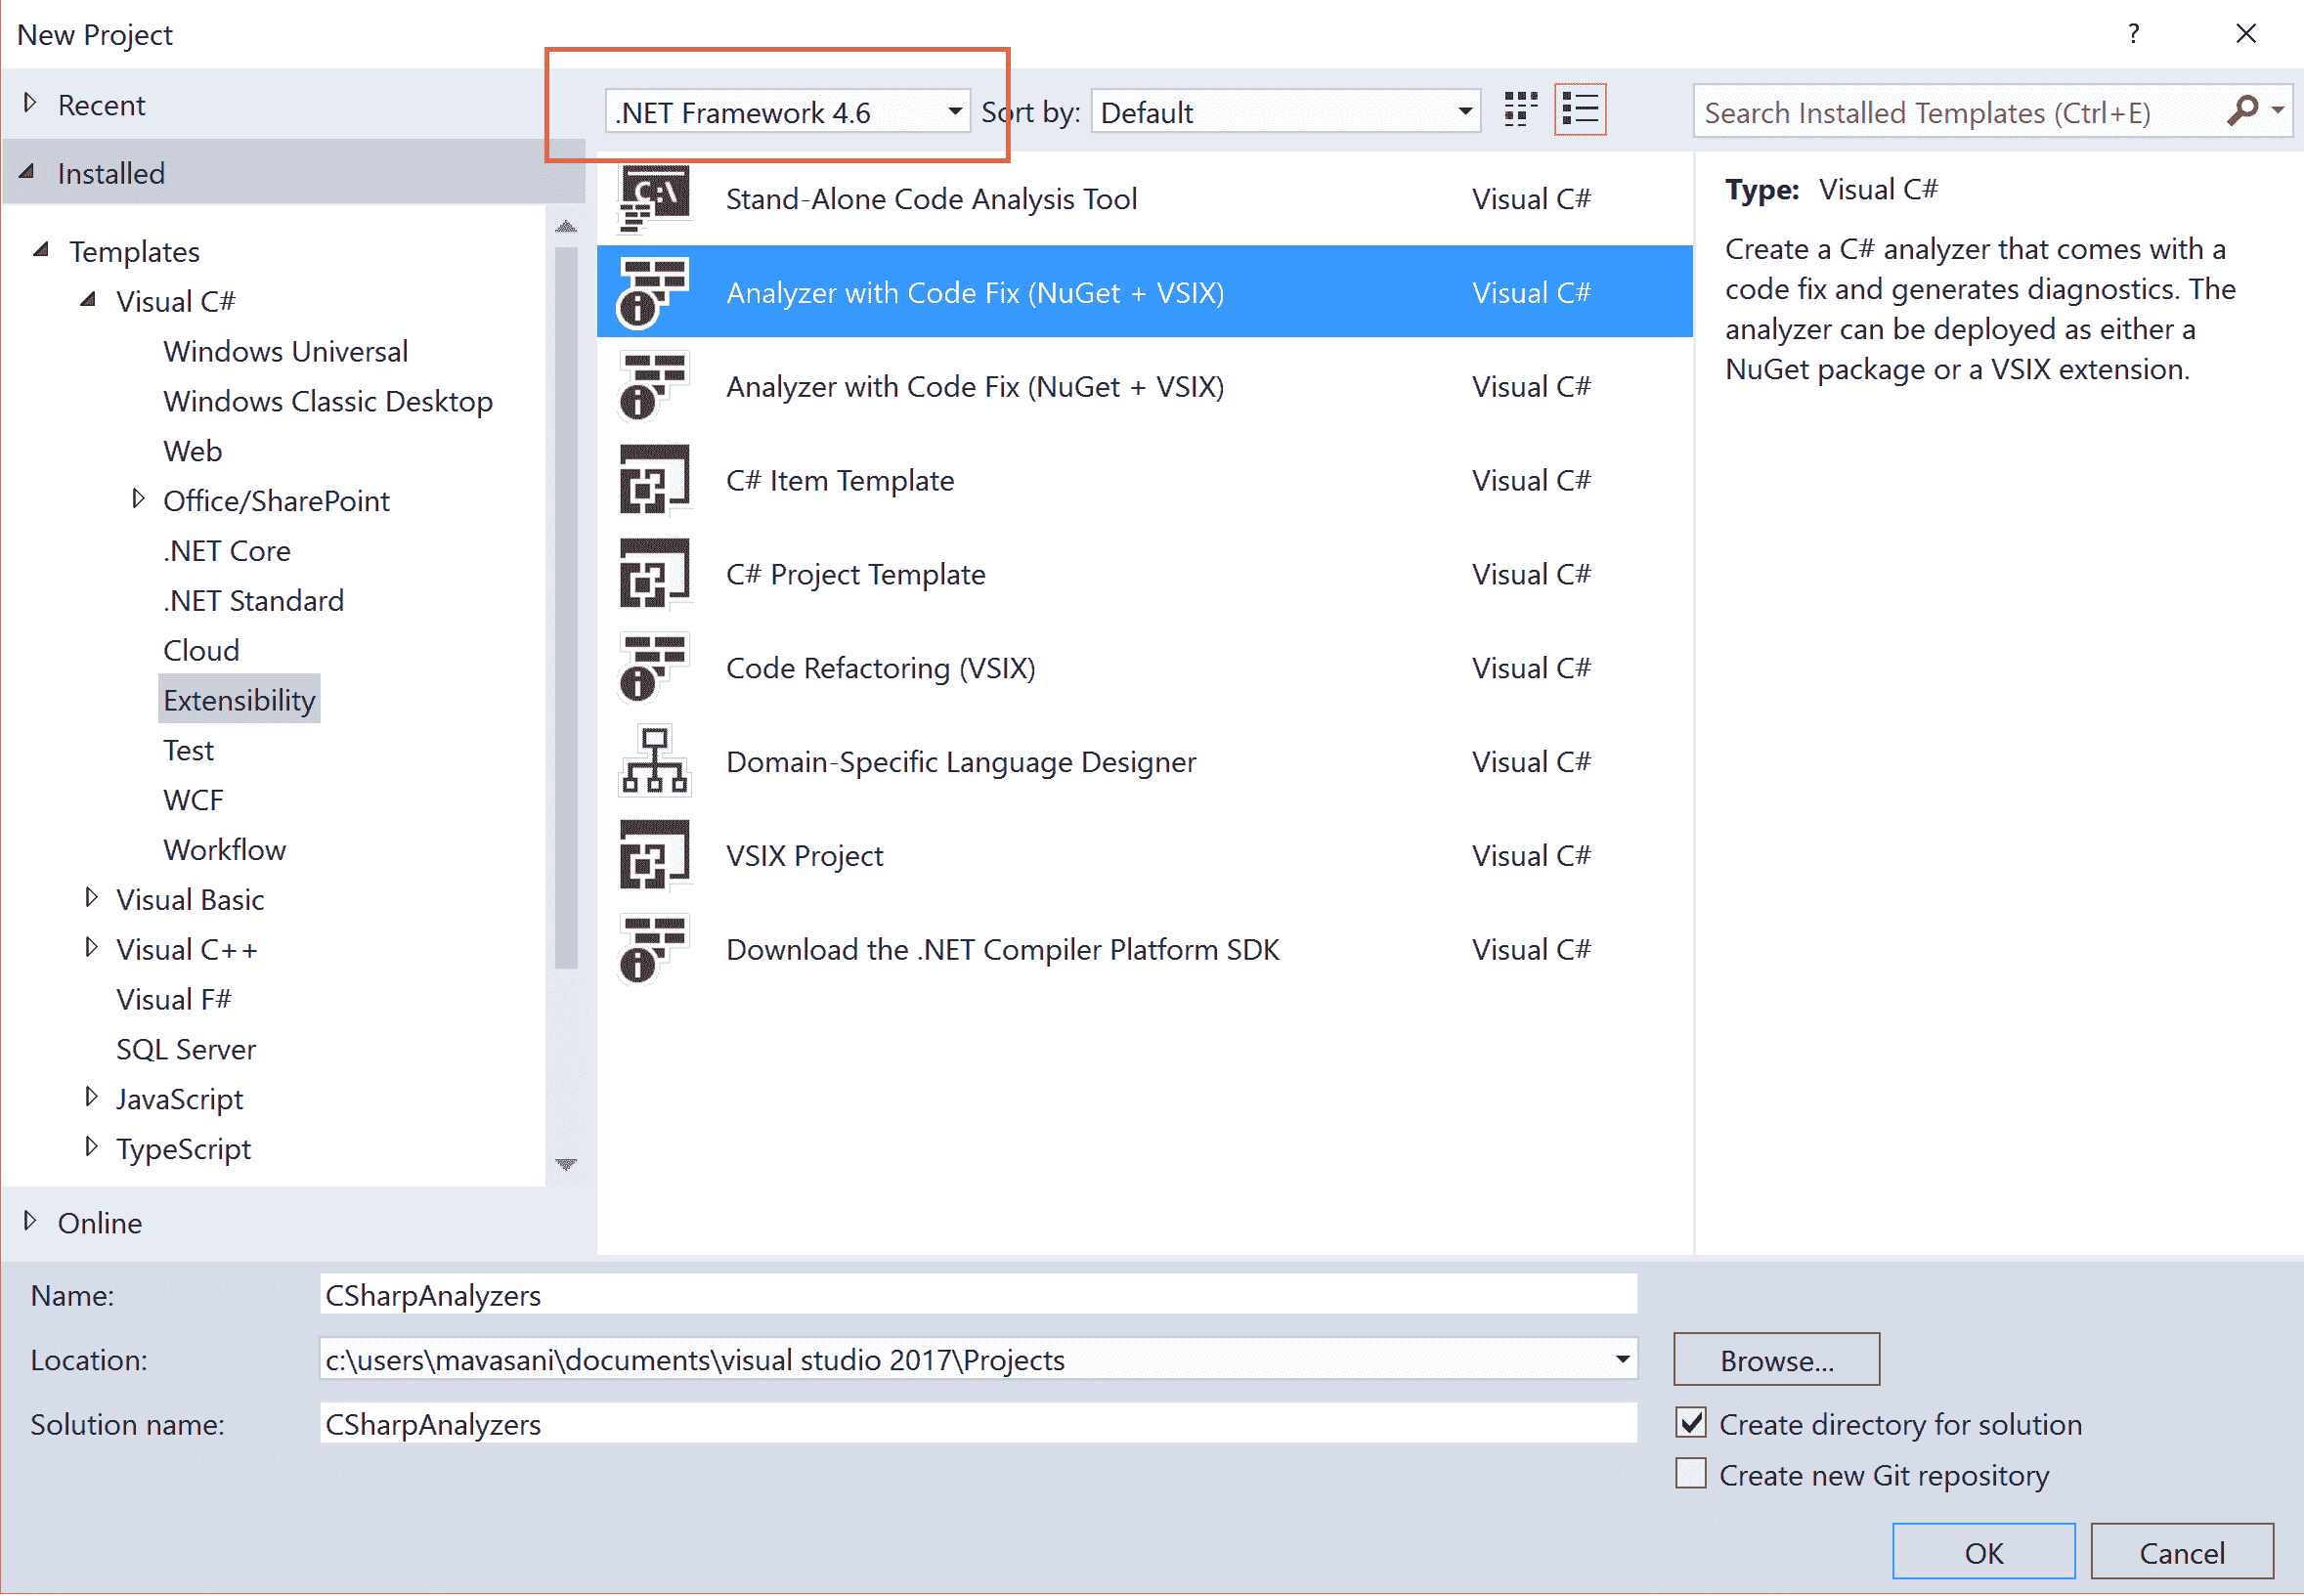 New Project
?
Recent
.NET Framework 4.6
Sort by:
Default
Search Installed Templates (Ctrl+E)
Installed
Templates
Visual C#
Windows Universal
Windows Classic Desktop
Web
Office/SharePoint
.NET Core
.NET Standard
Cloud
Extensibility
Test
WCF
Workflow
Visual Basic
Visual C++
Visual F#
SQL Server
JavaScript
TypeScript
Online
C:\
Stand-Alone Code Analysis Tool Visual C#
Analyzer with Code Fix (NuGet + VSIX) Visual C#
Analyzer with Code Fix (NuGet + VSIX) Visual C#
C# Item Template Visual C#
C# Project Template Visual C#
Code Refactoring (VSIX) Visual C#
Domain-Specific Language Designer Visual C#
VSIX Project Visual C#
Download the .NET Compiler Platform SDK Visual C#
Type: Visual C#
Create a C# analyzer that comes with a
code fix and generates diagnostics. The
analyzer can be deployed as either a
NuGet package or a VSIX extension.
Name: CSharpAnalyzers
Location: c:\users\mavasani\documents\visual studio 2017\Projects
Browse...
Solution name: CSharpAnalyzers
Create directory for solution
Create new Git repository
OK
Cancel